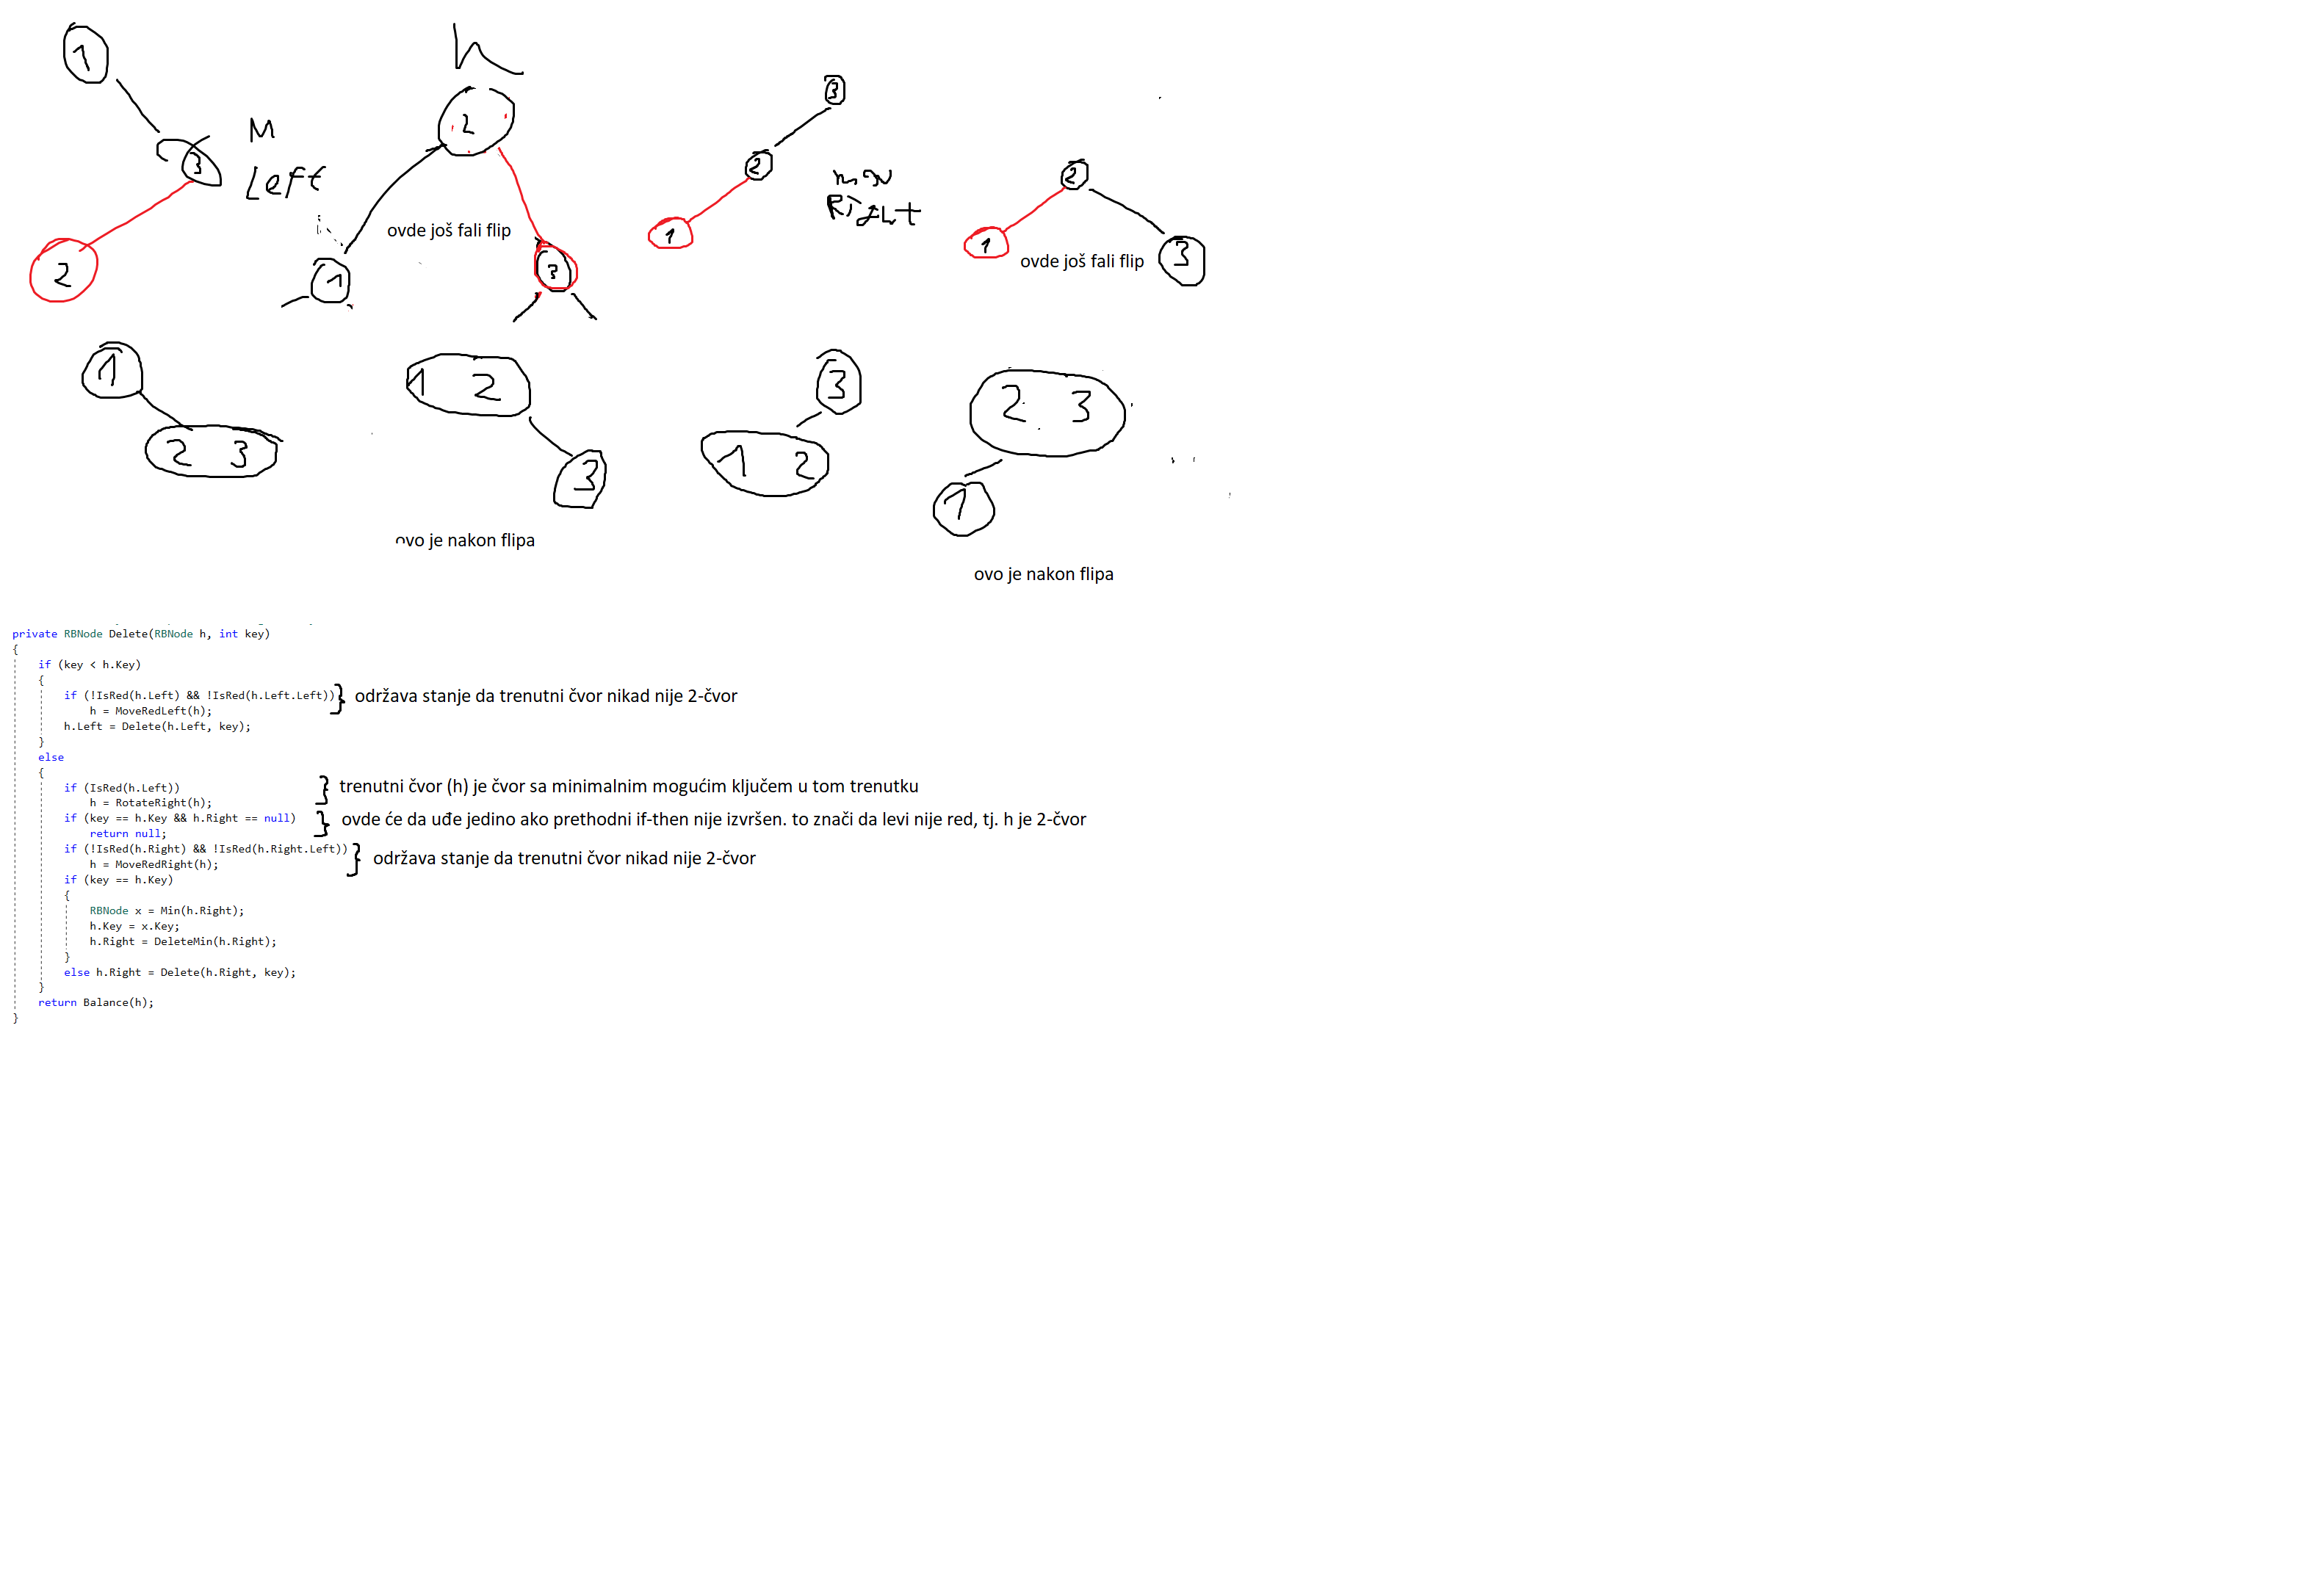 1
h
2
3
3
M
2
2
Left
Right
ovde još fali flip
1
1
3
2
1
3
ovde još fali flip
1
1 2
3
2 3
2 3
1 2
3
1
ovo je nakon flipa
ovo je nakon flipa
private RBNode Delete(RBNode h, int key)
{
if (key < h.Key)
{
if (!IsRed(h.Left) && !IsRed(h.Left.Left)) } održava stanje da trenutni čvor nikad nije 2-čvor
h = MoveRedLeft(h);
h.Left = Delete(h.Left, key);
}
else
{
if (IsRed(h.Left)) } trenutni čvor (h) je čvor sa minimalnim mogućim ključem u tom trenutku
h = RotateRight(h);
if (key == h.Key && h.Right == null) } ovde će da uđe jedino ako prethodni if-then nije izvršen. to znači da levi nije red, tj. h je 2-čvor
return null;
if (!IsRed(h.Right) && !IsRed(h.Right.Left)) } održava stanje da trenutni čvor nikad nije 2-čvor
h = MoveRedRight(h);
if (key == h.Key)
{
RBNode x = Min(h.Right);
h.Key = x.Key;
h.Right = DeleteMin(h.Right);
}
else h.Right = Delete(h.Right, key);
}
return Balance(h);
}